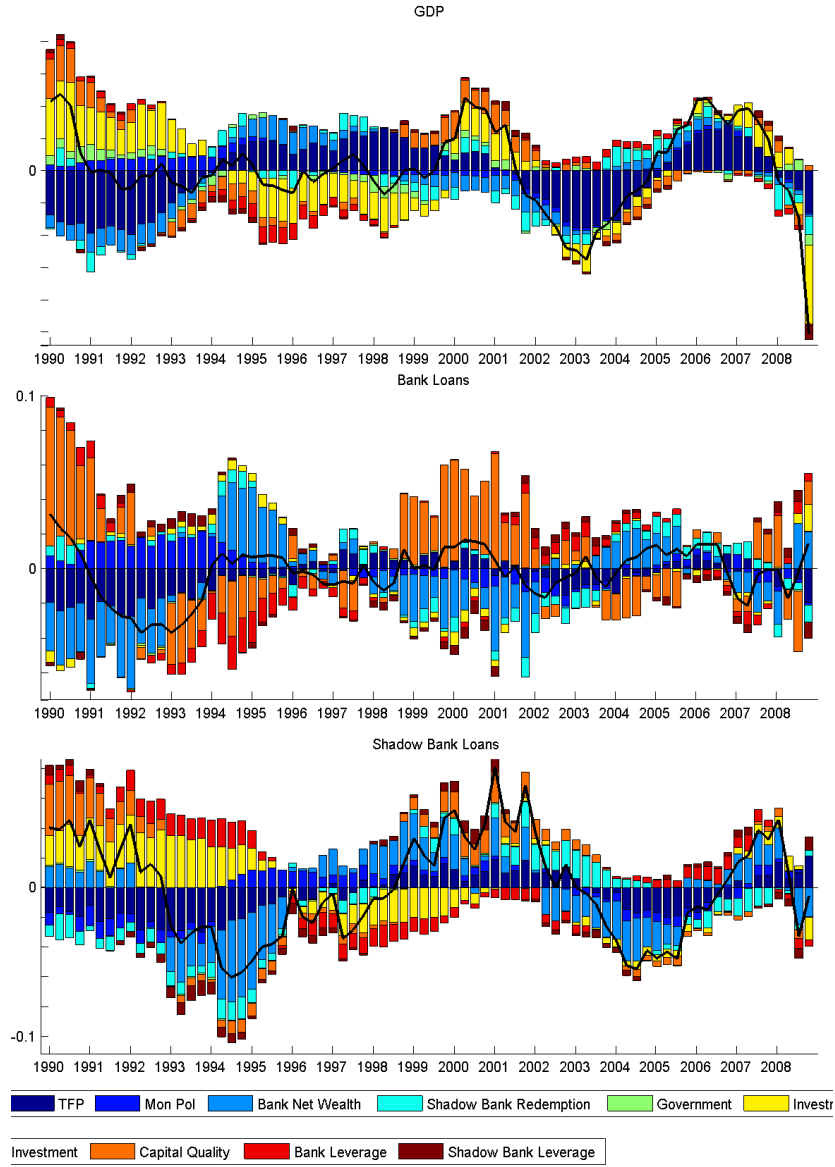 GDP
0
1990 1991 1992 1993 1994 1995 1996 1997 1998 1999 2000 2001 2002 2003 2004 2005 2006 2007 2008
Bank Loans
0.1
0
1990 1991 1992 1993 1994 1995 1996 1997 1998 1999 2000 2001 2002 2003 2004 2005 2006 2007 2008
Shadow Bank Loans
0
-0.1
1990 1991 1992 1993 1994 1995 1996 1997 1998 1999 2000 2001 2002 2003 2004 2005 2006 2007 2008
TFP Mon Pol Bank Net Wealth Shadow Bank Redemption Government Investm
Investment Capital Quality Bank Leverage Shadow Bank Leverage